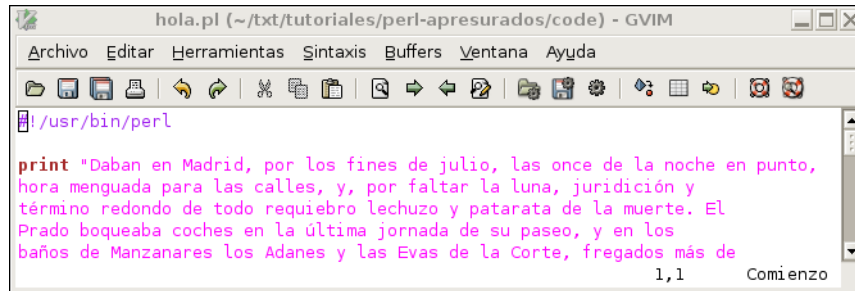 hola.pl (~/txt/tutoriales/perl-apresurados/code) - GVIM
Archivo Editar Herramientas Sintaxis Buffers Ventana Ayuda
#!/usr/bin/perl
print "Daban en Madrid, por los fines de julio, las once de la noche en punto,
hora menguada para las calles, y, por faltar la luna, juridición y
término redondo de todo requiebro lechuzo y patarata de la muerte. El
Prado boqueaba coches en la última jornada de su paseo, y en los
baños de Manzanares los Adanes y las Evas de la Corte, fregados más de
1,1 Comienzo